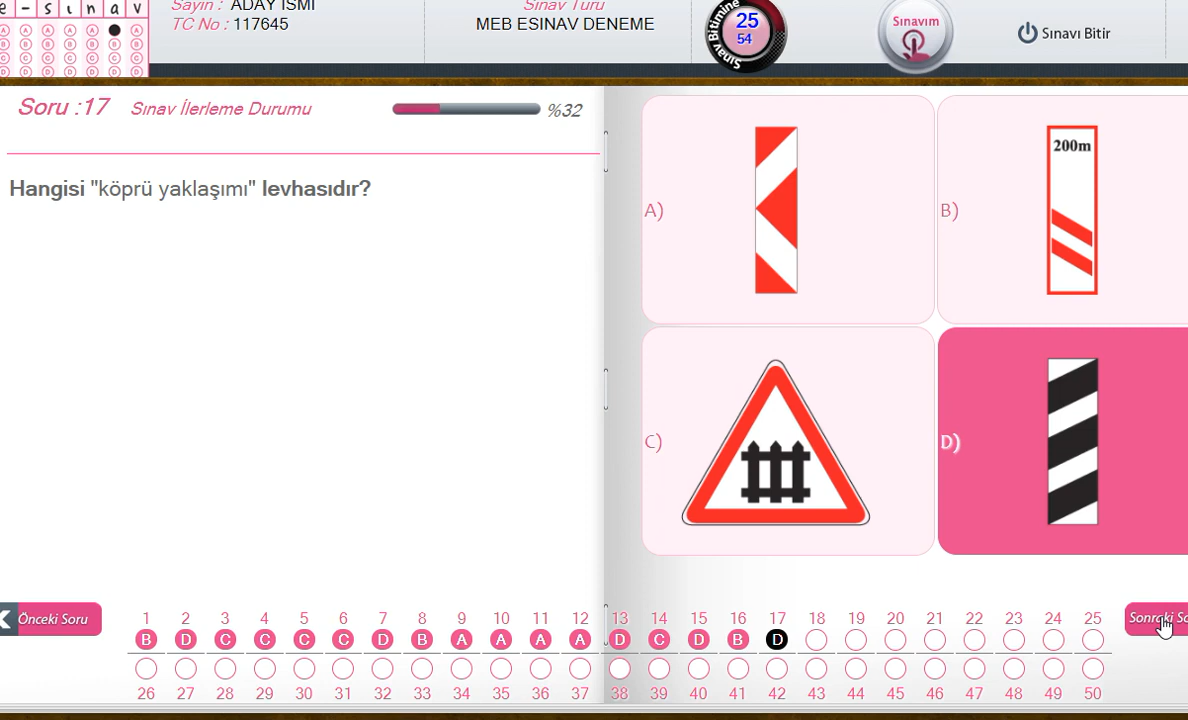 e - s ı n a v
Sayın : ADAY İSMİ
TC No : 117645
Sınav Türü
MEB ESINAV DENEME
Sınav Bitimine
25
54
Sınavım
Sınavı Bitir
Soru :17 Sınav İlerleme Durumu %32
Hangisi "köprü yaklaşımı" levhasıdır?
A)
B)
200m
C)
D)
Önceki Soru
Sonraki So
1 2 3 4 5 6 7 8 9 10 11 12 13 14 15 16 17 18 19 20 21 22 23 24 25
B D C C C C D B A A A A D C D B D
26 27 28 29 30 31 32 33 34 35 36 37 38 39 40 41 42 43 44 45 46 47 48 49 50